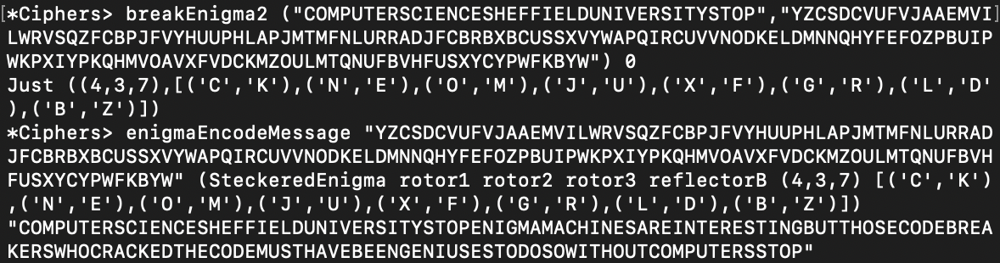 [*Ciphers> breakEnigma2 ("COMPUTERSCIENCESHEFFIELDUNIVERSITYSTOP","YZCSDCVUFVJAAEMVI]
LWRVSQZFCBPJFVYHUUPHLAPJMTMFNLURRADJFCBRBXBCUSSXVYWAPQIRCUVVNODKELDMNNQHYFEFOZPBUIP
WKPXIYPKQHMVOAVXFVDCKMZOULMTQNUFBVHFUSXYCYPWFKBYW") 0
Just ((4,3,7),[('C','K'),('N','E'),('O','M'),('J','U'),('X','F'),('G','R'),('L','D'
),('B','Z')])
*Ciphers> enigmaEncodeMessage "YZCSDCVUFVJAAEMVILWRVSQZFCBPJFVYHUUPHLAPJMTMFNLURRAD
JFCBRBXBCUSSXVYWAPQIRCUVVNODKELDMNNQHYFEFOZPBUIPWKPXIYPKQHMVOAVXFVDCKMZOULMTQNUFBVH
FUSXYCYPWFKBYW" (SteckeredEnigma rotor1 rotor2 rotor3 reflectorB (4,3,7) [('C','K')
,('N','E'),('O','M'),('J','U'),('X','F'),('G','R'),('L','D'),('B','Z')])
"COMPUTERSCIENCESHEFFIELDUNIVERSITYSTOPENIGMAMACHINESAREINTERESTINGBUTTHOSECODEBREA
KERSWHOCRACKEDTHECODEMUSTHAVEBEENGENIUSESTODOSOWITHOUTCOMPUTERSSTOP"